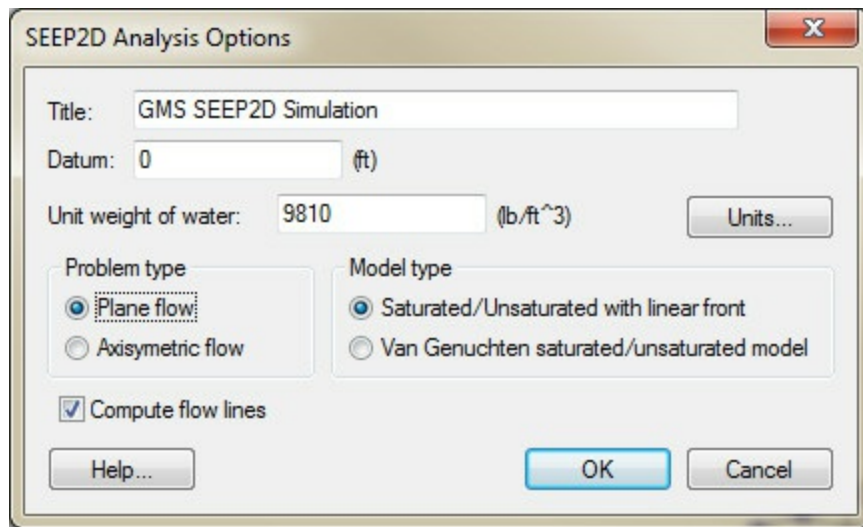 SEEP2D Analysis Options
Title: GMS SEEP2D Simulation
Datum: 0 (ft)
Unit weight of water: 9810 (lb/ft^3) Units...
Problem type Model type
Plane flow Saturated/Unsaturated with linear front
Axisymetric flow Van Genuchten saturated/unsaturated model
Compute flow lines
Help... OK Cancel